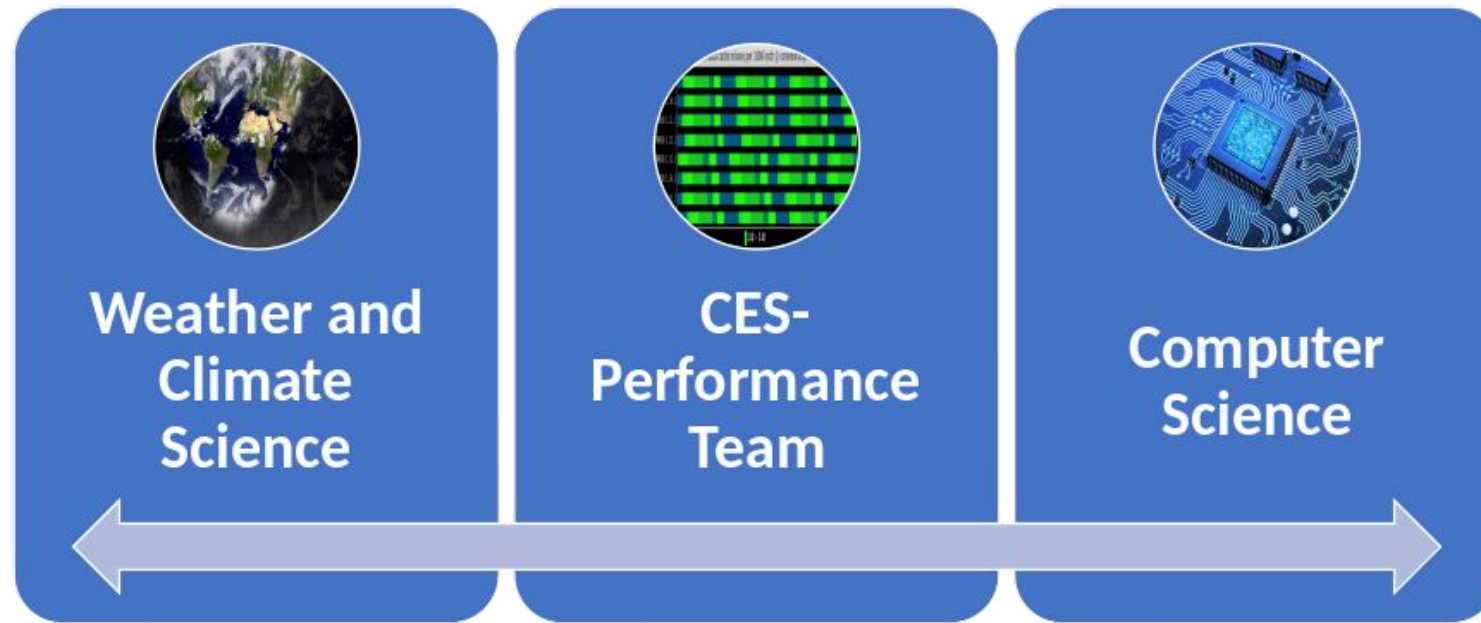 Weather and
Climate
Science
CES-
Performance
Team
Computer
Science